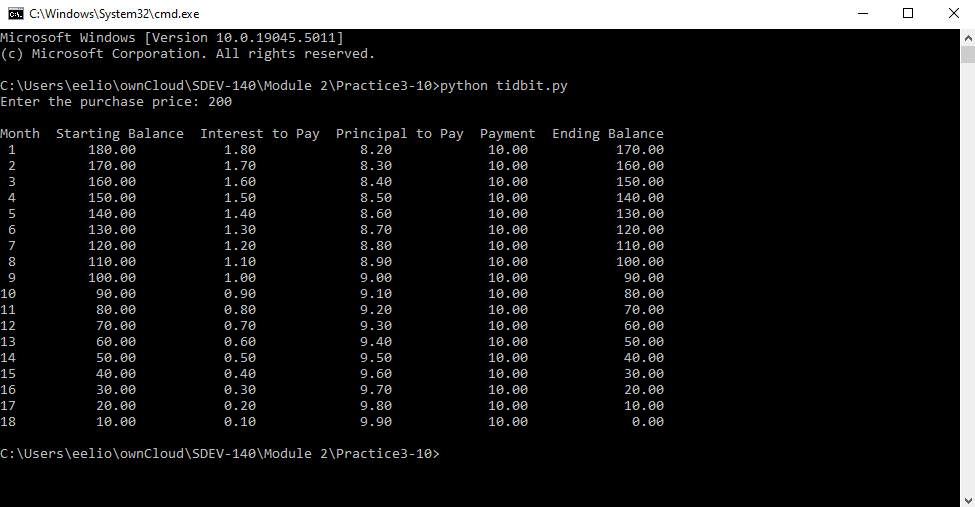 C:\Windows\System32\cmd.exe
Microsoft Windows [Version 10.0.19045.5011]
(c) Microsoft Corporation. All rights reserved.
C:\Users\eelio\ownCloud\SDEV-140\Module 2\Practice3-10>python tidbit.py
Enter the purchase price: 200
Month  Starting Balance  Interest to Pay  Principal to Pay  Payment  Ending Balance
 1         180.00           1.80             8.20            10.00           170.00
 2         170.00           1.70             8.30            10.00           160.00
 3         160.00           1.60             8.40            10.00           150.00
 4         150.00           1.50             8.50            10.00           140.00
 5         140.00           1.40             8.60            10.00           130.00
 6         130.00           1.30             8.70            10.00           120.00
 7         120.00           1.20             8.80            10.00           110.00
 8         110.00           1.10             8.90            10.00           100.00
 9         100.00           1.00             9.00            10.00            90.00
10          90.00           0.90             9.10            10.00            80.00
11          80.00           0.80             9.20            10.00            70.00
12          70.00           0.70             9.30            10.00            60.00
13          60.00           0.60             9.40            10.00            50.00
14          50.00           0.50             9.50            10.00            40.00
15          40.00           0.40             9.60            10.00            30.00
16          30.00           0.30             9.70            10.00            20.00
17          20.00           0.20             9.80            10.00            10.00
18          10.00           0.10             9.90            10.00             0.00
C:\Users\eelio\ownCloud\SDEV-140\Module 2\Practice3-10>